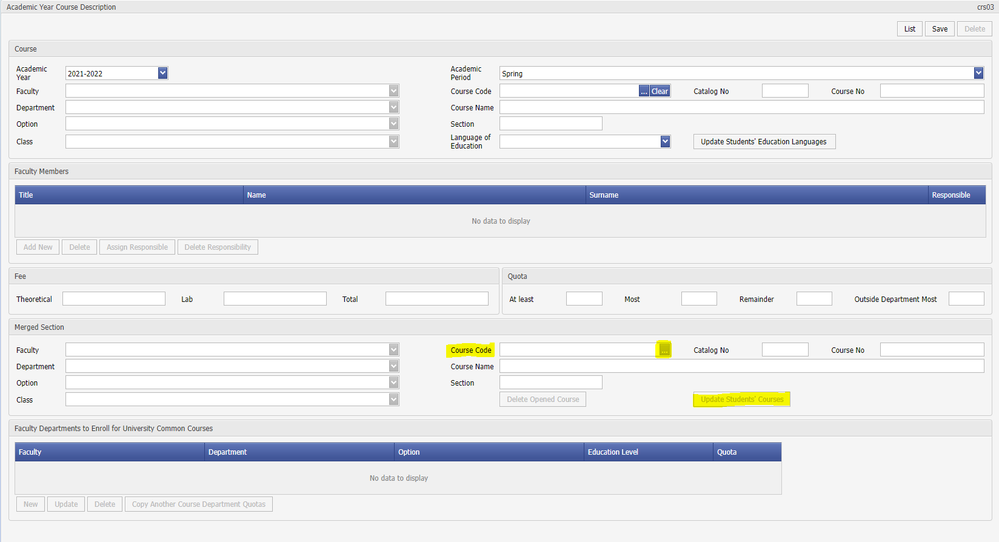 Academic Year Course Description crs03
List Save Delete
Course
Academic Year 2021-2022 Academic Period Spring
Faculty Course Code ... Clear Catalog No Course No
Department Course Name
Option Section
Class Language of Education Update Students' Education Languages
Faculty Members
Title Name Surname Responsible
No data to display
Add New Delete Assign Responsible Delete Responsibility
Fee Quota
Theoretical Lab Total At least Most Remainder Outside Department Most
Merged Section
Faculty Course Code ... Catalog No Course No
Department Course Name
Option Section
Class Delete Opened Course Update Students' Courses
Faculty Departments to Enroll for University Common Courses
Faculty Department Option Education Level Quota
No data to display
New Update Delete Copy Another Course Department Quotas